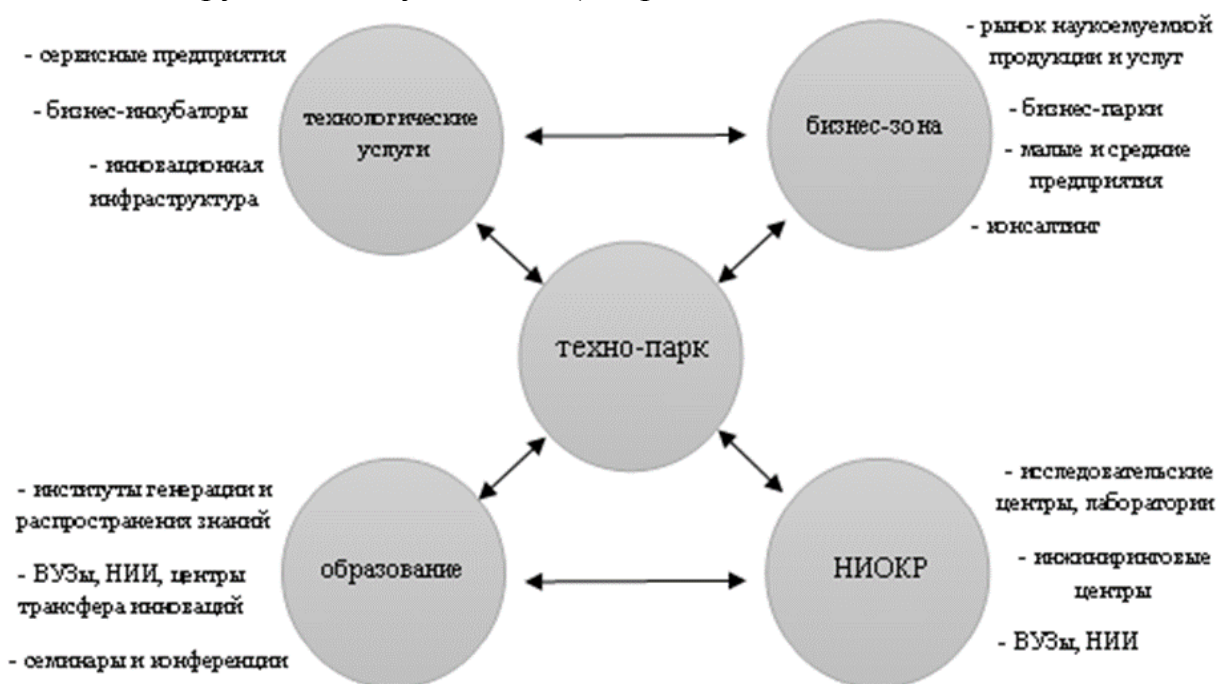 - сервисные предприятия
- бизнес-инкубаторы
- инновационная
инфраструктура
технологические
услуги
бизнес-зона
- рынок наукоемуемкой
продукции и услуг
- бизнес-парки
- малые и средние
предприятия
- консалтинг
техно-парк
- институты генерации и
распространения знаний
- ВУЗы, НИИ, центры
трансфера инноваций
- семинары и конференции
образование
НИОКР
- исследовательские
центры, лаборатории
- инжиниринговые
центры
- ВУЗы, НИИ